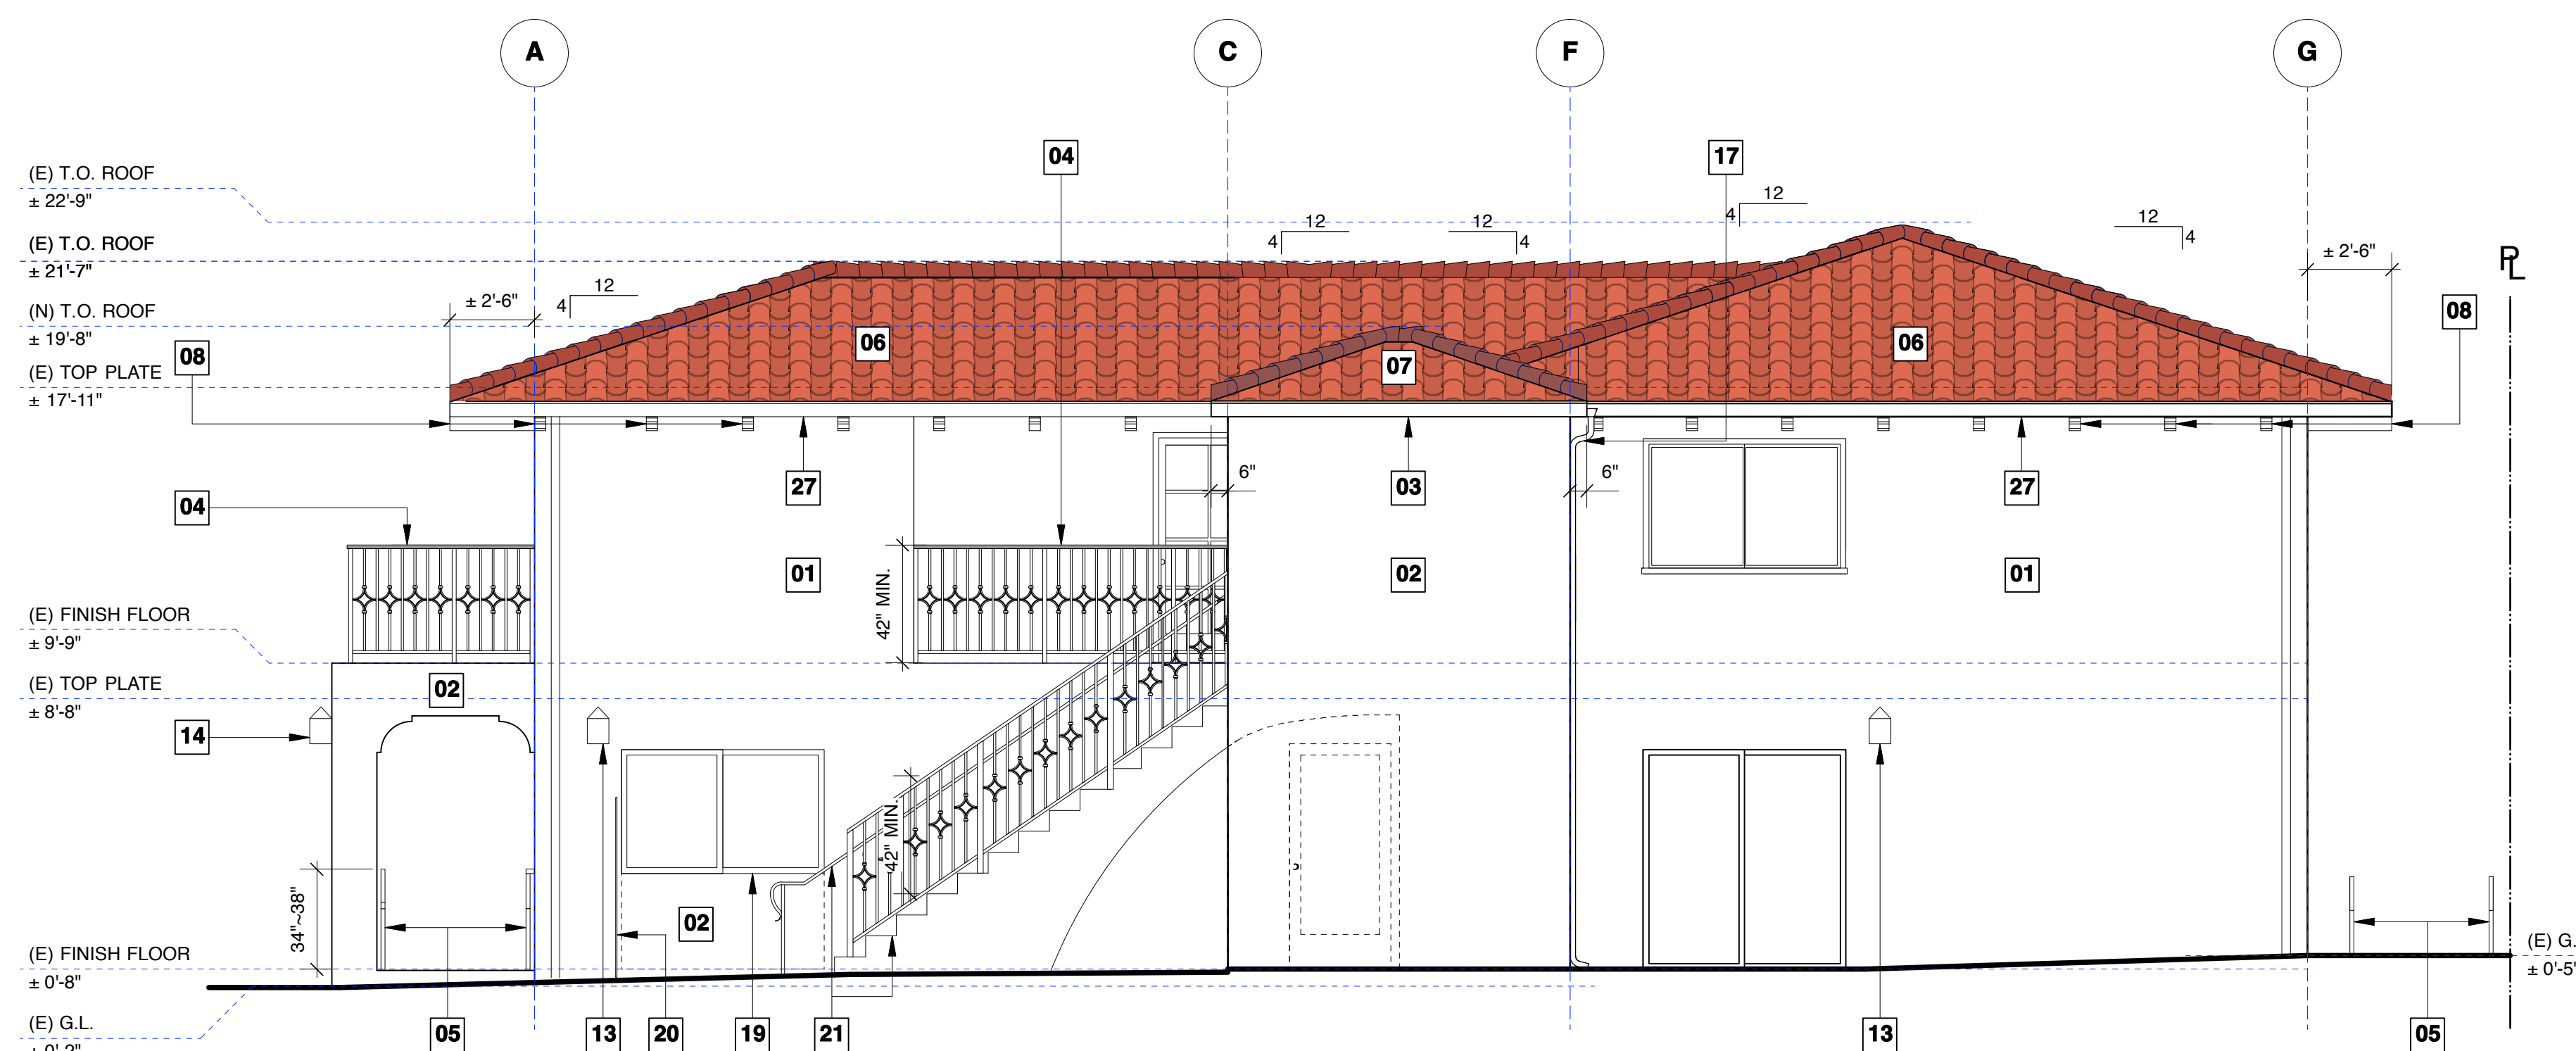 A
C
F
G
(E) T.O. ROOF
± 22'-9"
(E) T.O. ROOF
± 21'-7"
(N) T.O. ROOF
± 19'-8"
(E) TOP PLATE
± 17'-11"
(E) FINISH FLOOR
± 9'-9"
(E) TOP PLATE
± 8'-8"
(E) FINISH FLOOR
± 0'-8"
(E) G.L.
04
17
12
4
12
4
12
4
12
4
12
4
± 2'-6"
± 2'-6"
PL
08
08
06
07
06
04
27
03
27
6"
6"
01
02
01
42" MIN.
02
14
42" MIN.
34"~38"
02
(E) G.
± 0'-5"
05
13
20
19
21
13
05